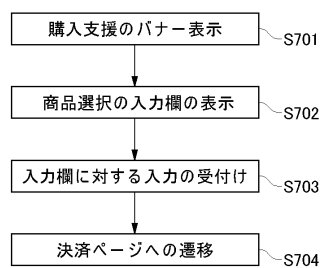 購入支援のバナー表示
S701
商品選択の入力欄の表示
S702
入力欄に対する入力の受付け
S703
決済ページへの遷移
S704